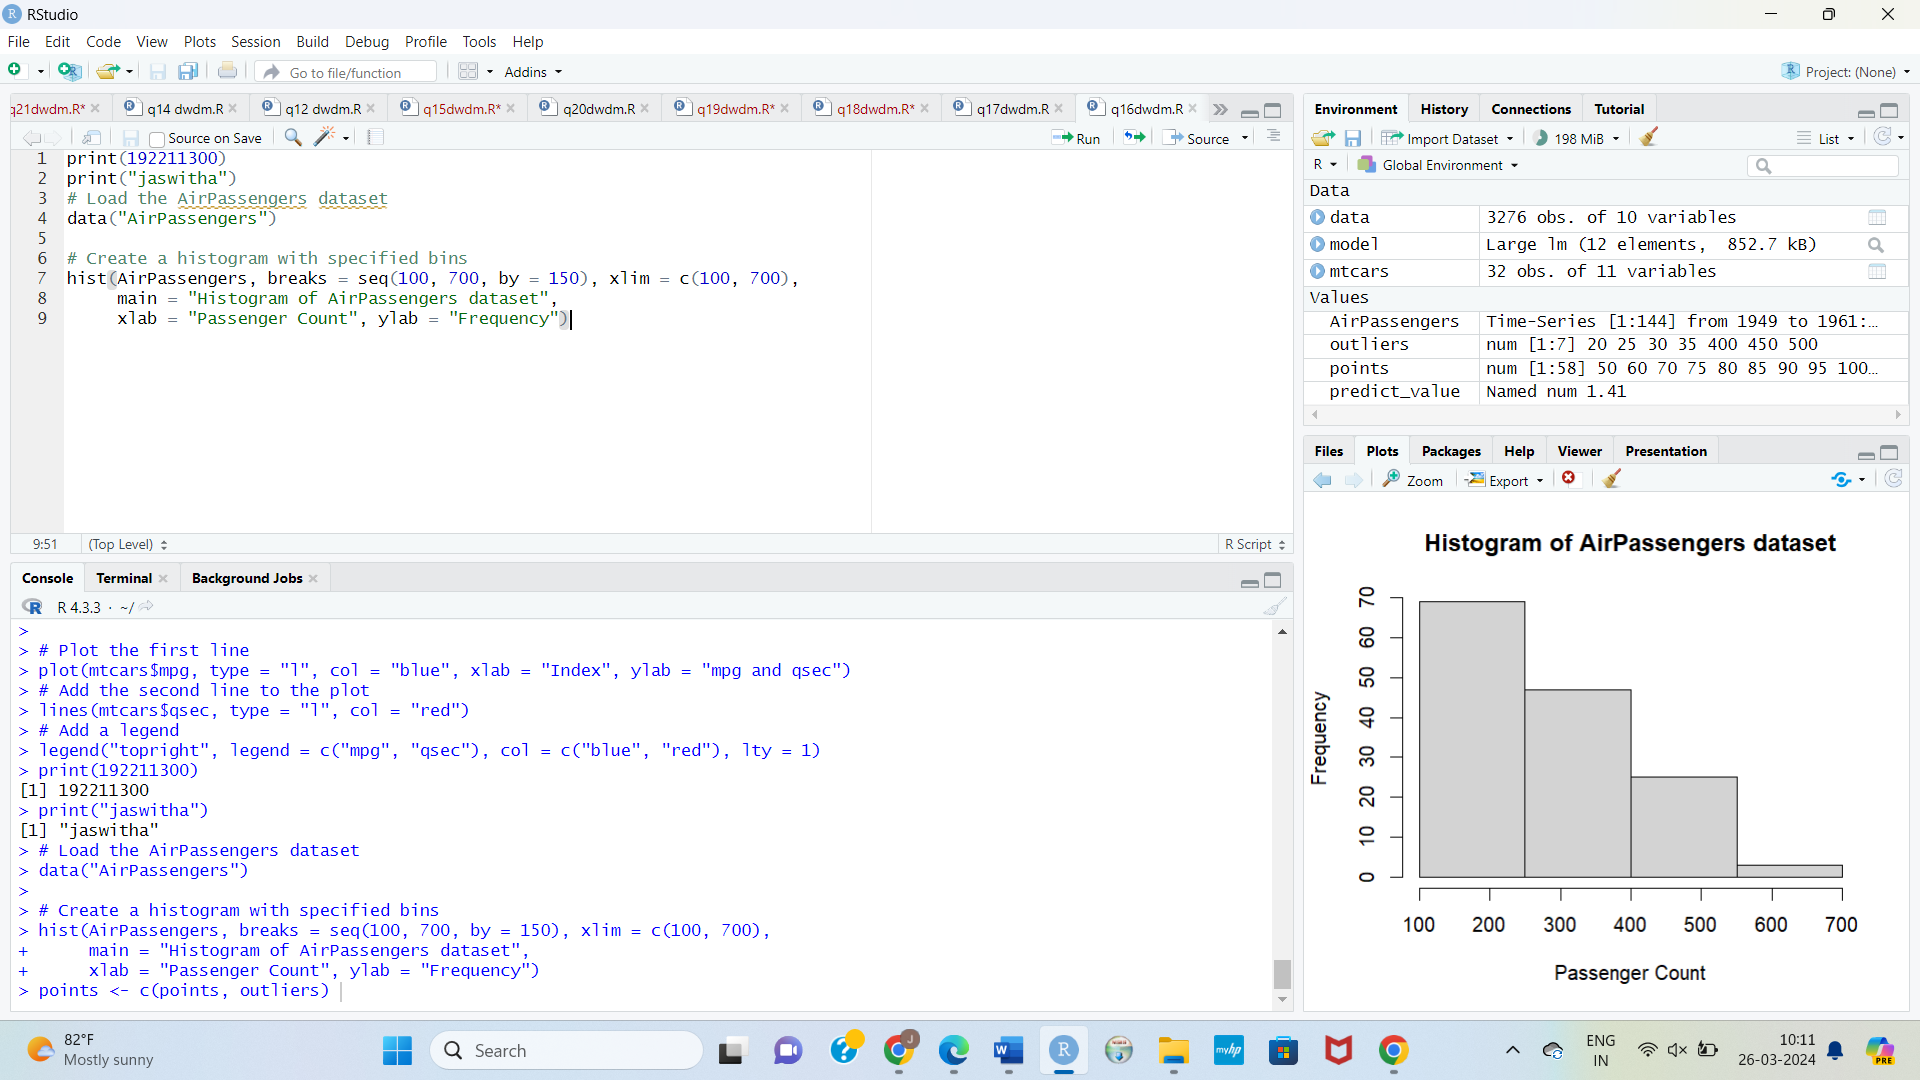 RStudio
File Edit Code View Plots Session Build Debug Profile Tools Help
Go to file/function Addins Project: (None)
q21dwdm.R* q14 dwdm.R q12 dwdm.R q15dwdm.R* q20dwdm.R q19dwdm.R* q18dwdm.R* q17dwdm.R q16dwdm.R
Source on Save Run Source
1 print(192211300)
2 print("jaswitha")
3 # Load the AirPassengers dataset
4 data("AirPassengers")
5
6 # Create a histogram with specified bins
7 hist(AirPassengers, breaks = seq(100, 700, by = 150), xlim = c(100, 700),
8 main = "Histogram of AirPassengers dataset",
9 xlab = "Passenger Count", ylab = "Frequency")
9:51 (Top Level) R Script
Console Terminal Background Jobs
R 4.3.3 · ~/
>
> # Plot the first line
> plot(mtcars$mpg, type = "l", col = "blue", xlab = "Index", ylab = "mpg and qsec")
> # Add the second line to the plot
> lines(mtcars$qsec, type = "l", col = "red")
> # Add a legend
> legend("topright", legend = c("mpg", "qsec"), col = c("blue", "red"), lty = 1)
> print(192211300)
[1] 192211300
> print("jaswitha")
[1] "jaswitha"
> # Load the AirPassengers dataset
> data("AirPassengers")
>
> # Create a histogram with specified bins
> hist(AirPassengers, breaks = seq(100, 700, by = 150), xlim = c(100, 700),
+ main = "Histogram of AirPassengers dataset",
+ xlab = "Passenger Count", ylab = "Frequency")
> points <- c(points, outliers)
Environment History Connections Tutorial
Import Dataset 198 MiB List
R Global Environment
Data
data 3276 obs. of 10 variables
model Large lm (12 elements, 852.7 kB)
mtcars 32 obs. of 11 variables
Values
AirPassengers Time-Series [1:144] from 1949 to 1961:…
outliers num [1:7] 20 25 30 35 400 450 500
points num [1:58] 50 60 70 75 80 85 90 95 100…
predict_value Named num 1.41
Files Plots Packages Help Viewer Presentation
Zoom Export
Histogram of AirPassengers dataset
Frequency
70
60
50
40
30
20
10
0
100 200 300 400 500 600 700
Passenger Count
82°F
Mostly sunny
Search
J
W
R
myhp
PRE
ENG
IN
10:11
26-03-2024